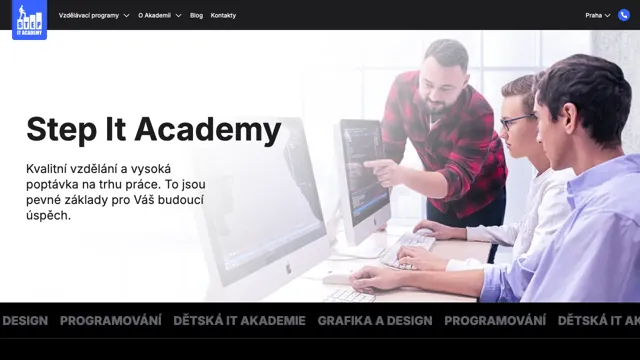 STEP
IT ACADEMY
Vzdělávací programy
O Akademii
Blog
Kontakty
Praha
Step It Academy
Kvalitní vzdělání a vysoká
poptávka na trhu práce. To jsou
pevné základy pro Váš budoucí
úspěch.
DESIGN PROGRAMOVÁNÍ DĚTSKÁ IT AKADEMIE GRAFIKA A DESIGN PROGRAMOVÁNÍ DĚTSKÁ IT AK